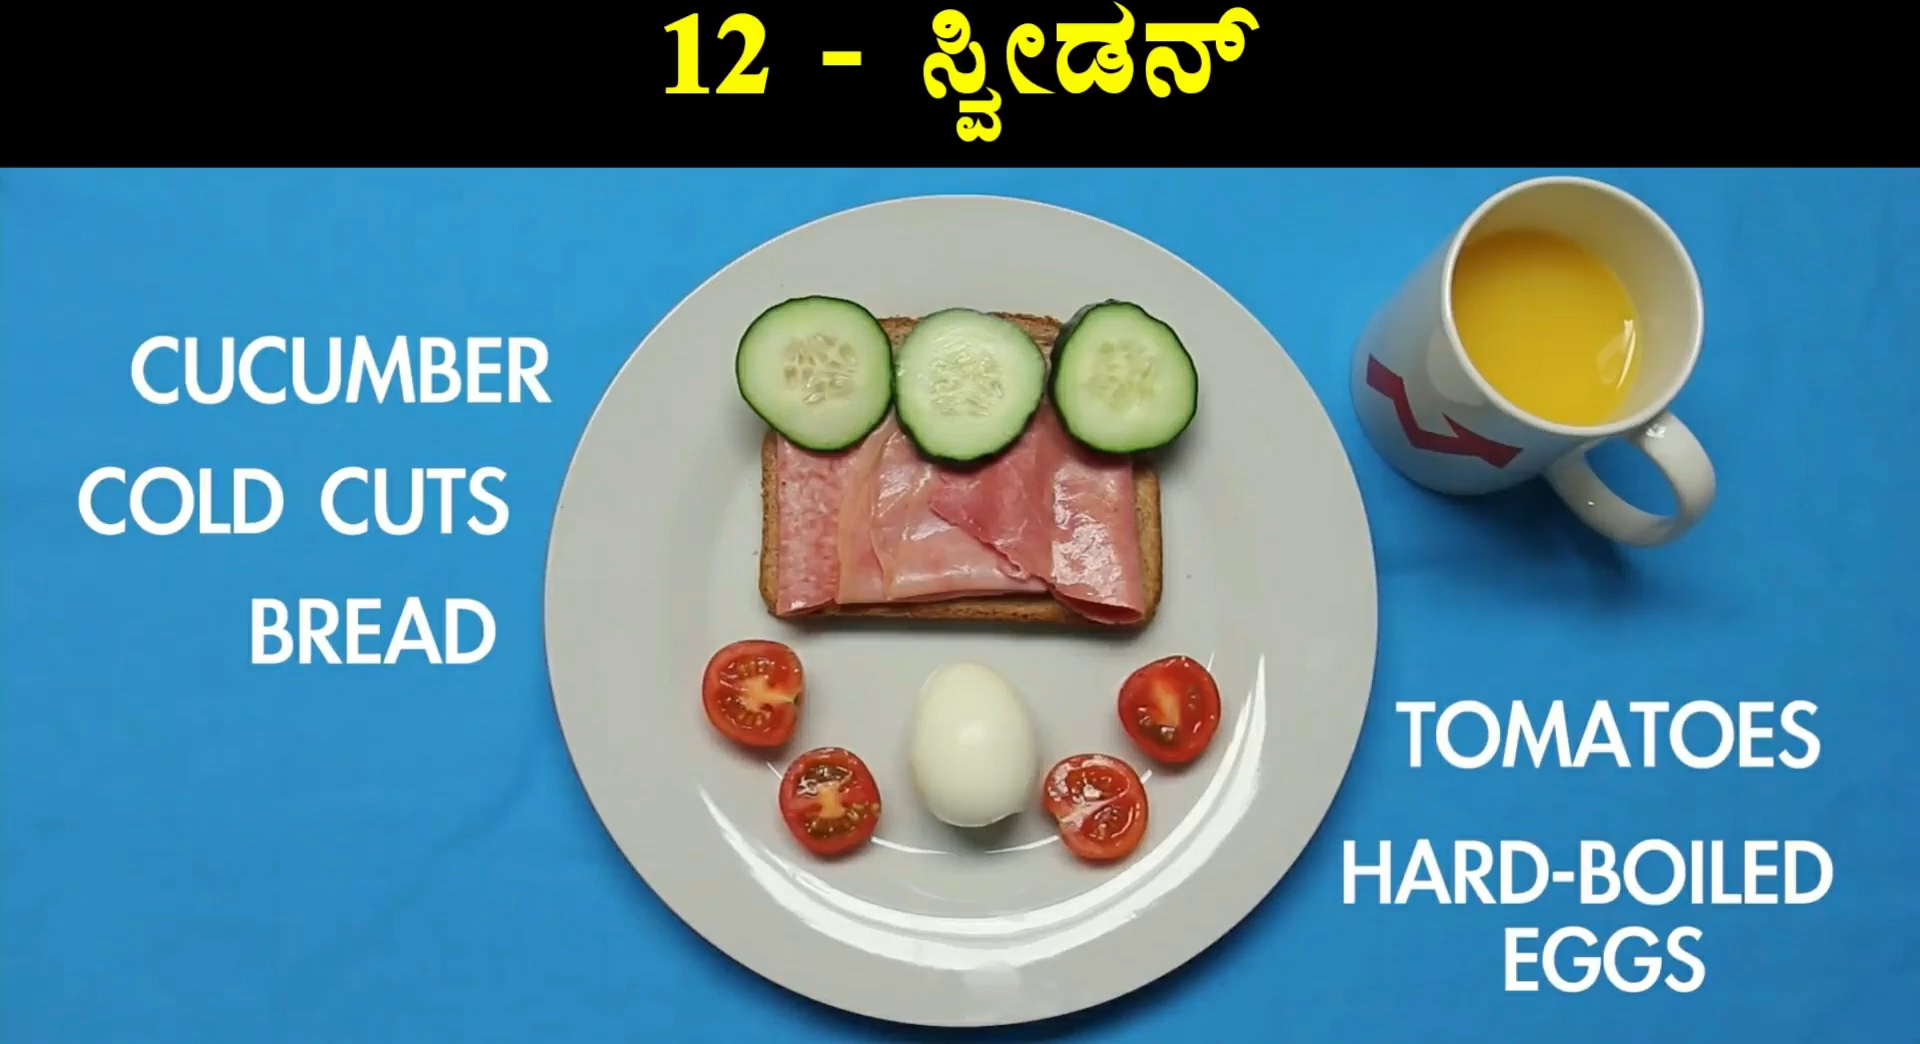 12 - ಸ್ವೀಡನ್
CUCUMBER
COLD CUTS
BREAD
TOMATOES
HARD-BOILED
EGGS